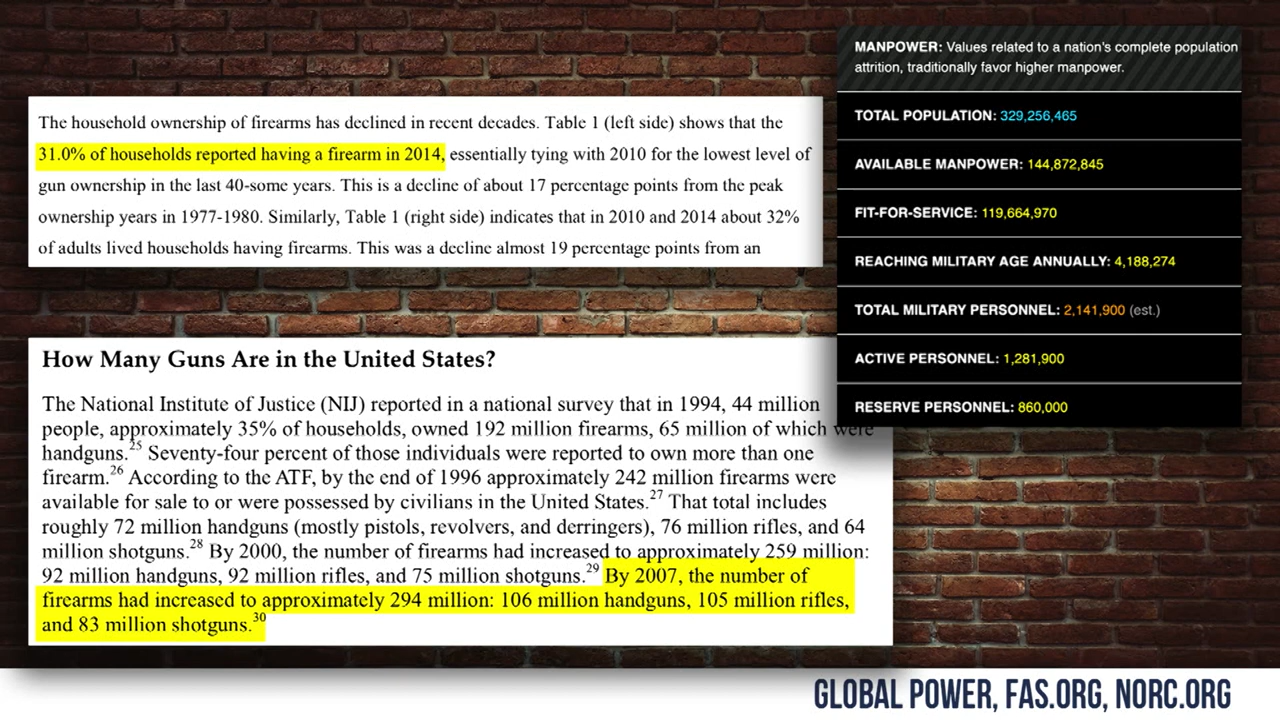 The household ownership of firearms has declined in recent decades. Table 1 (left side) shows that the
31.0% of households reported having a firearm in 2014, essentially tying with 2010 for the lowest level of
gun ownership in the last 40-some years. This is a decline of about 17 percentage points from the peak
ownership years in 1977-1980. Similarly, Table 1 (right side) indicates that in 2010 and 2014 about 32%
of adults lived households having firearms. This was a decline almost 19 percentage points from an
How Many Guns Are in the United States?
The National Institute of Justice (NIJ) reported in a national survey that in 1994, 44 million
people, approximately 35% of households, owned 192 million firearms, 65 million of which were
handguns.25 Seventy-four percent of those individuals were reported to own more than one
firearm.26 According to the ATF, by the end of 1996 approximately 242 million firearms were
available for sale to or were possessed by civilians in the United States.27 That total includes
roughly 72 million handguns (mostly pistols, revolvers, and derringers), 76 million rifles, and 64
million shotguns.28 By 2000, the number of firearms had increased to approximately 259 million:
92 million handguns, 92 million rifles, and 75 million shotguns.29 By 2007, the number of
firearms had increased to approximately 294 million: 106 million handguns, 105 million rifles,
and 83 million shotguns.30
MANPOWER: Values related to a nation's complete population
attrition, traditionally favor higher manpower.
TOTAL POPULATION: 329,256,465
AVAILABLE MANPOWER: 144,872,845
FIT-FOR-SERVICE: 119,664,970
REACHING MILITARY AGE ANNUALLY: 4,188,274
TOTAL MILITARY PERSONNEL: 2,141,900 (est.)
ACTIVE PERSONNEL: 1,281,900
RESERVE PERSONNEL: 860,000
GLOBAL POWER, FAS.ORG, NORC.ORG